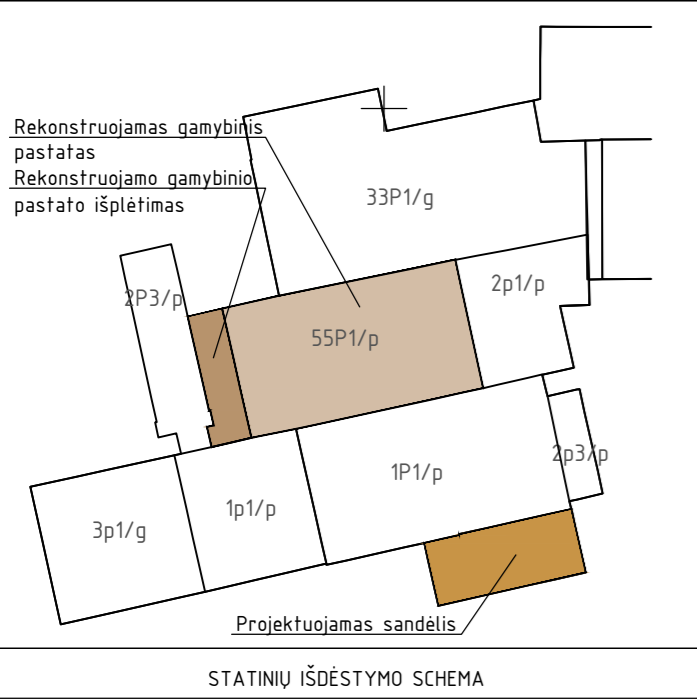 Rekonstruojamas gamybinis
pastatas
Rekonstruojamo gamybinio
pastato išplėtimas
33P1/g
2P3/p
2p1/p
55P1/p
2p3/p
1P1/p
1p1/p
3p1/g
Projektuojamas sandėlis
STATINIŲ IŠDĖSTYMO SCHEMA